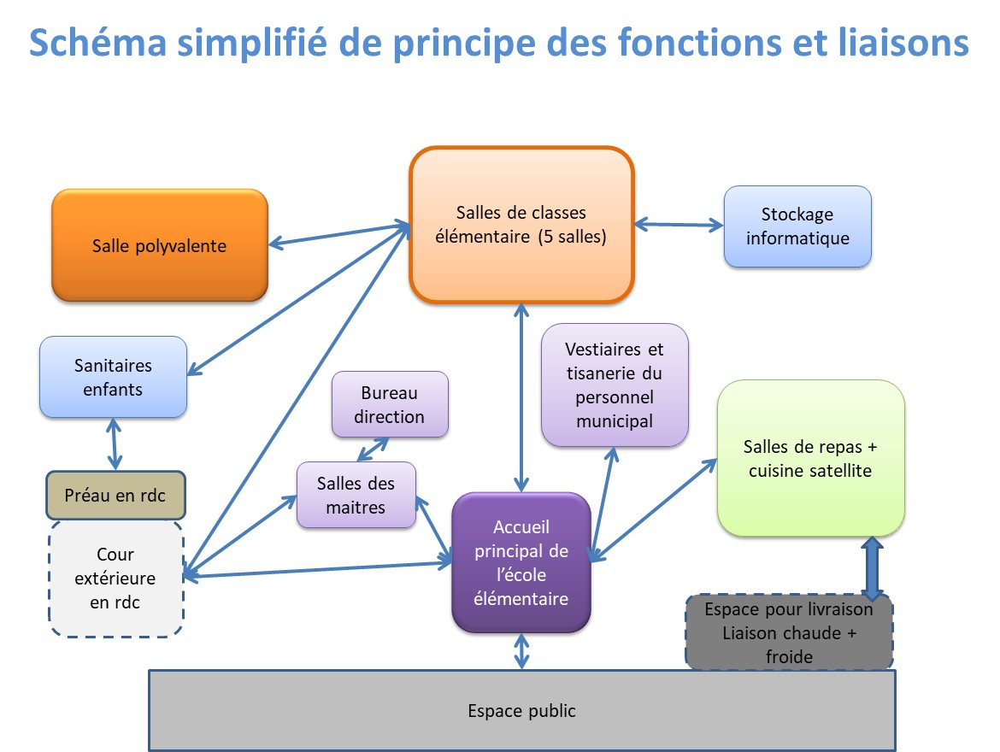 Schéma simplifié de principe des fonctions et liaisons
Salles de classes
élémentaire (5 salles)
Salle polyvalente
Stockage
informatique
Sanitaires
enfants
Bureau
direction
Vestiaires et
tisanerie du
personnel
municipal
Salles de repas +
cuisine satellite
Préau en rdc
Salles des
maitres
Cour
extérieure
en rdc
Accueil
principal de
l’école
élémentaire
Espace pour livraison
Liaison chaude +
froide
Espace public